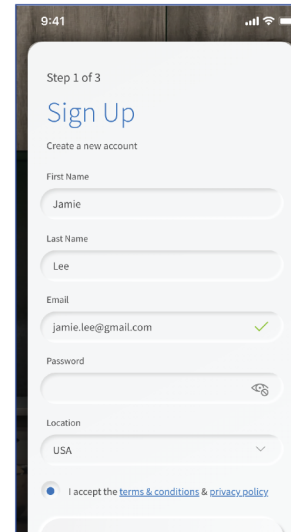 9:41
Step 1 of 3
Sign Up
Create a new account
First Name
Jamie
Last Name
Lee
Email
jamie.lee@gmail.com
Password
Location
USA
I accept the terms & conditions & privacy policy